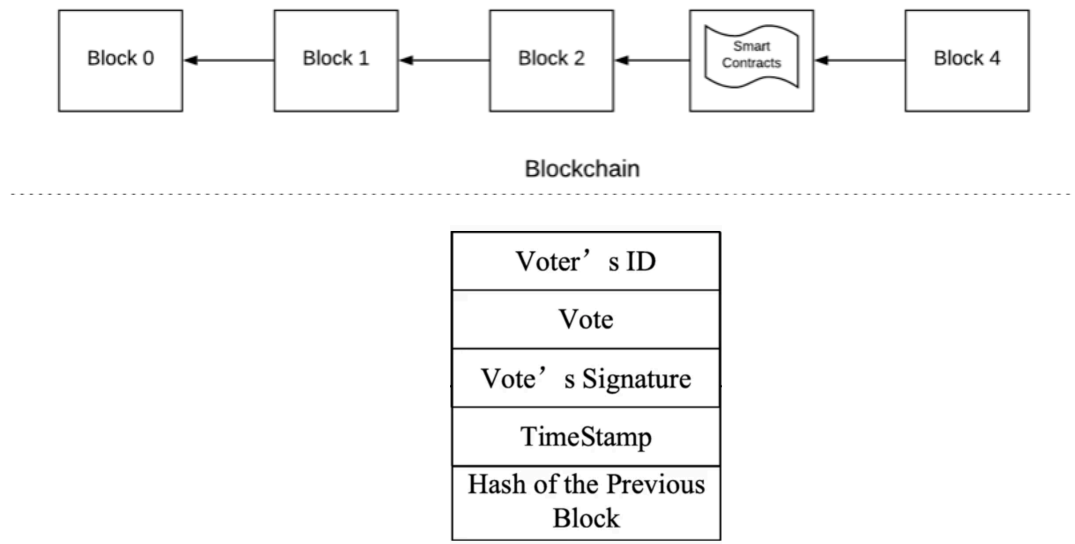 Block 0
Block 1
Block 2
Smart
Contracts
Block 4
Blockchain
Voter’s ID
Vote
Vote’s Signature
TimeStamp
Hash of the Previous
Block